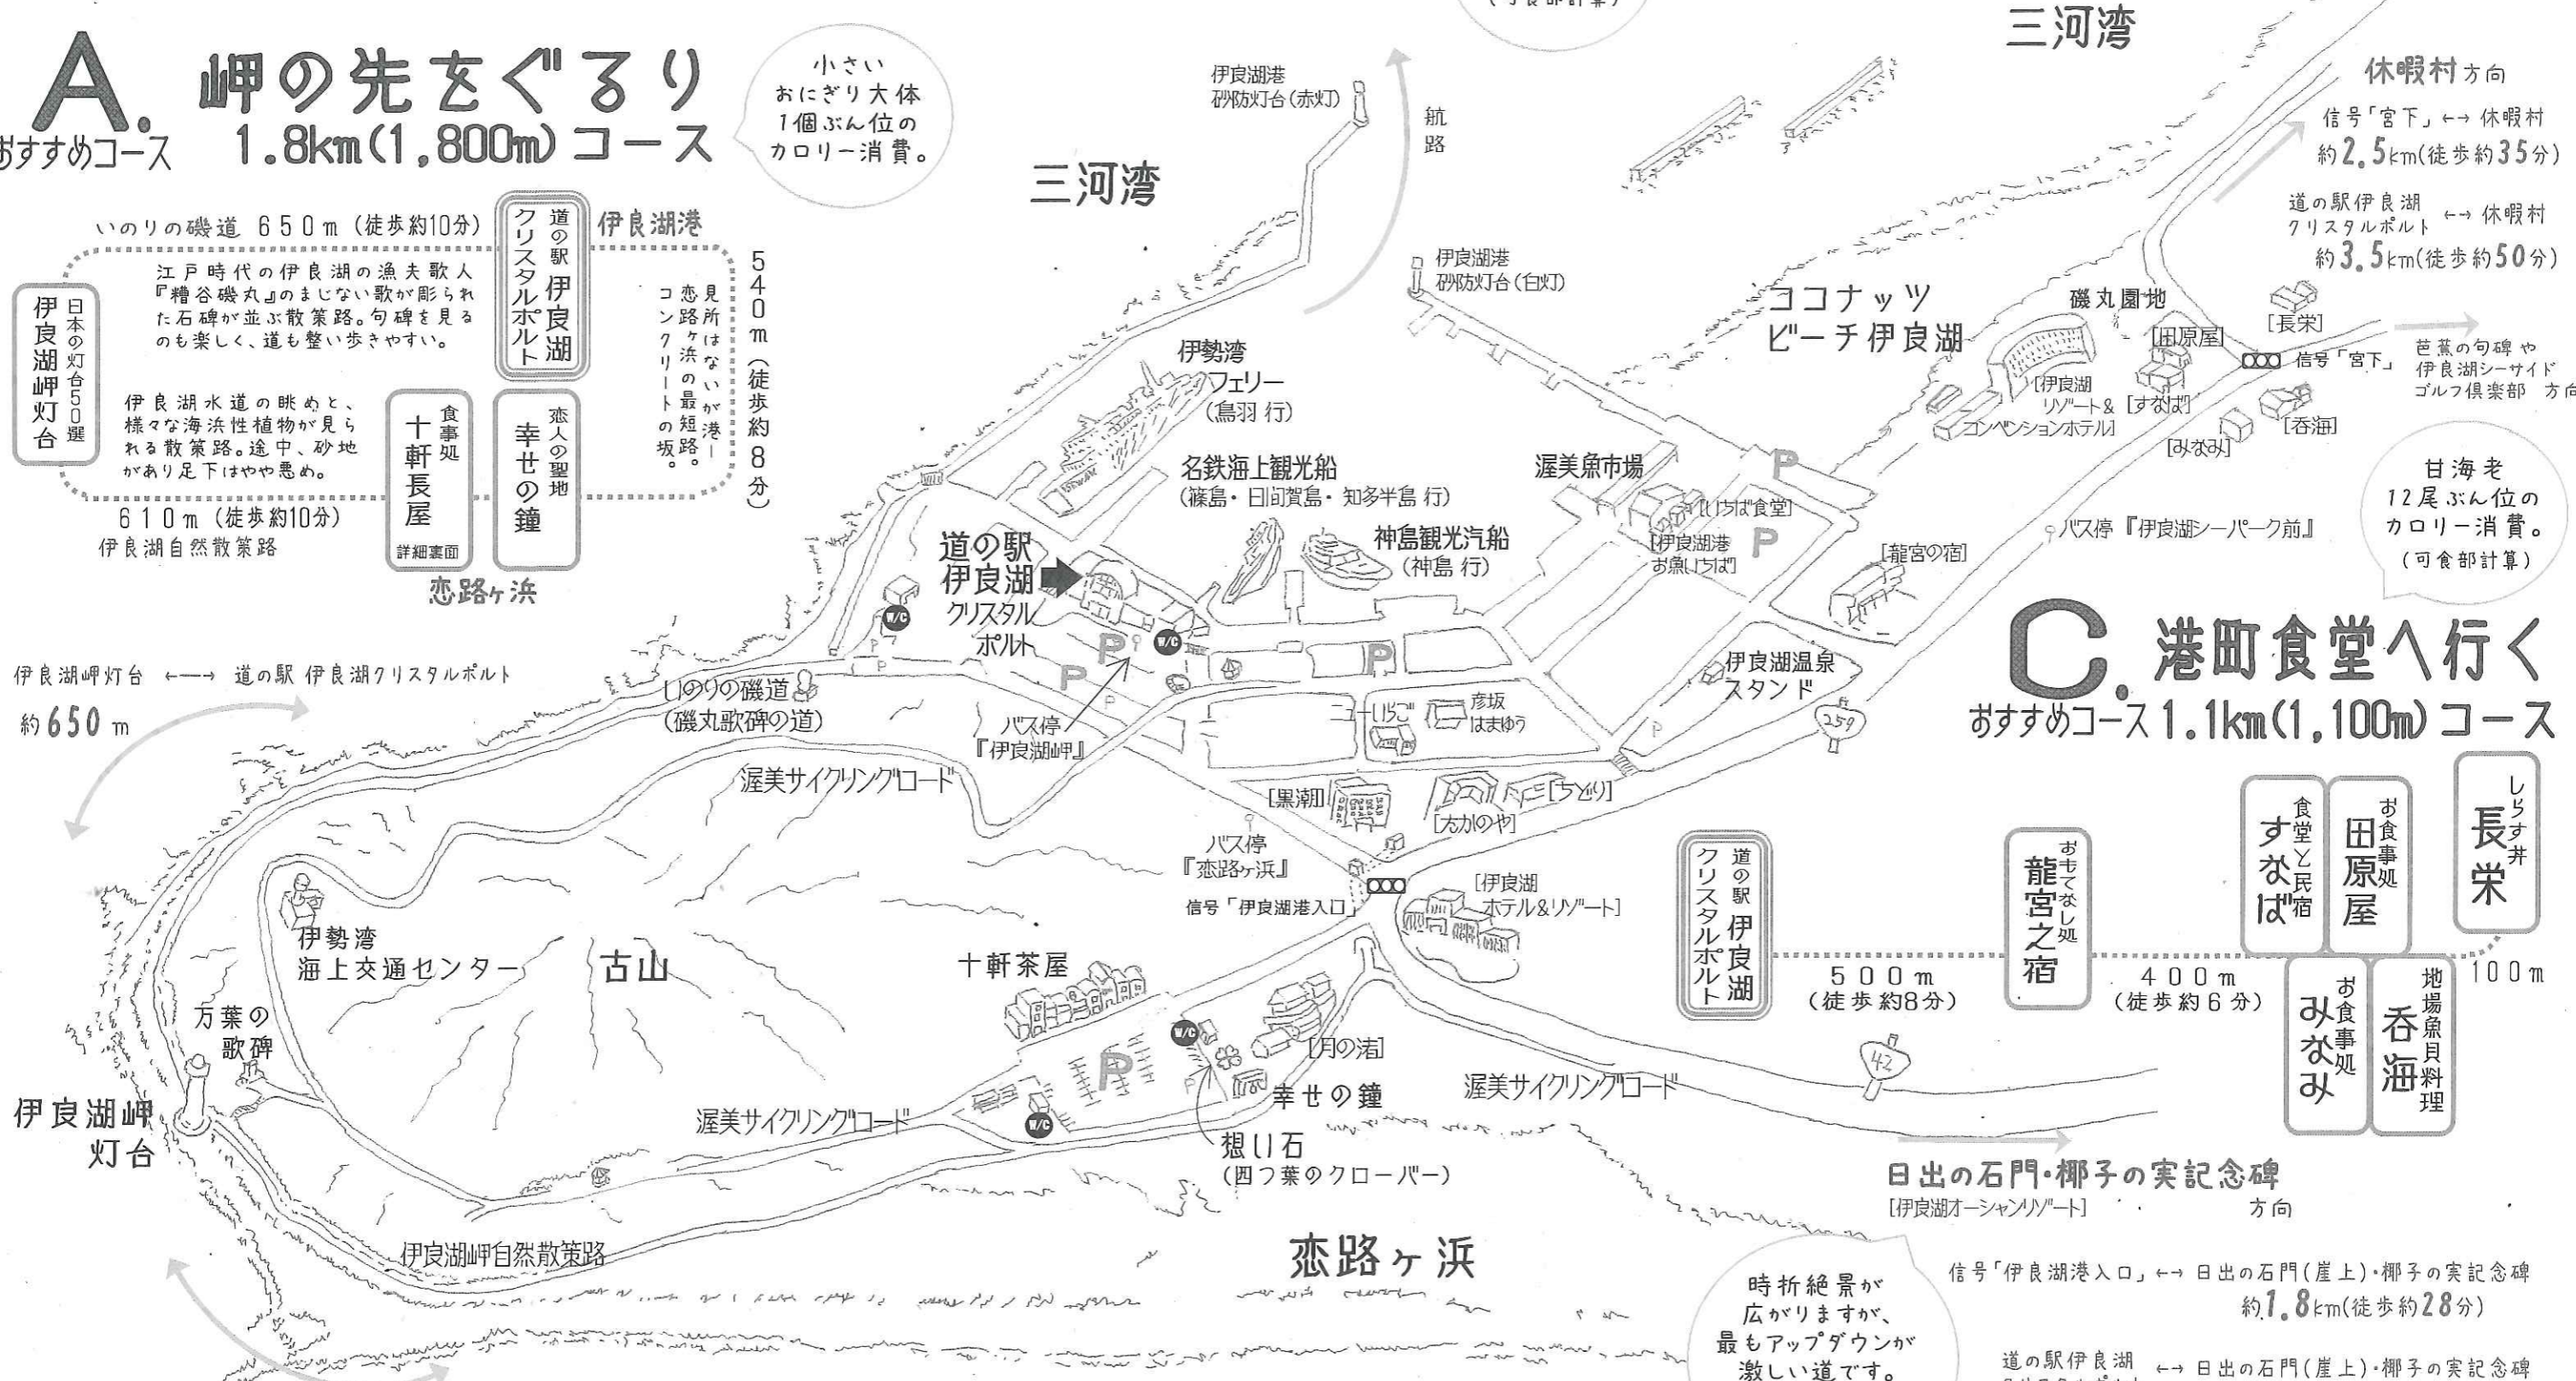 A.
おすすめコース
岬の先をぐるり
1.8km(1,800m)コース
小さい
おにぎり大体
1個ぶん位の
カロリー消費。
いのりの磯道 650m (徒歩約10分)
道の駅
伊良湖
クリスタルポルト
伊良湖港
江戸時代の伊良湖の漁夫歌人
『糟谷磯丸』のまじない歌が彫られ
た石碑が並ぶ散策路。句碑を見る
のも楽しく、道も整い歩きやすい。
日本の灯台50選
伊良湖岬灯台
伊良湖水道の眺めと、
様々な海浜性植物が見ら
れる散策路。途中、砂地
があり足下はやや悪め。
食事処
十軒長屋
詳細裏面
恋人の聖地
幸せの鐘
見所はないが港ー
恋路ヶ浜の最短路。
コンクリートの坂。
540m(徒歩約8分)
610m (徒歩約10分)
伊良湖自然散策路
恋路ヶ浜
伊良湖岬灯台 ←→ 道の駅 伊良湖クリスタルポルト
約650m
(可食部計算)
三河湾
三河湾
伊良湖港
砂防灯台(赤灯)
航路
伊良湖港
砂防灯台(白灯)
伊勢湾
フェリー
(鳥羽 行)
名鉄海上観光船
(篠島・日間賀島・知多半島 行)
神島観光汽船
(神島 行)
道の駅
伊良湖
クリスタル
ポルト
W/C
P
W/C
P
P
P
P
P
いのりの磯道
(磯丸歌碑の道)
バス停
『伊良湖岬』
渥美サイクリングロード
渥美魚市場
[いちば食堂]
[伊良湖港
お魚いちば]
P
P
P
[龍宮の宿]
伊良湖温泉
スタンド
P
259
いちご
彦坂
はまゆう
[黒潮]
[たかのや]
[ちどり]
バス停
『恋路ヶ浜』
信号「伊良湖港入口」
[伊良湖
ホテル&リゾート]
ココナッツ
ビーチ伊良湖
磯丸園地
[田原屋]
[長栄]
[伊良湖
リゾート&
コンベンションホテル]
[すなば]
[みなみ]
[呑海]
信号「宮下」
バス停『伊良湖シーパーク前』
休暇村方向
信号「宮下」←→ 休暇村
約2.5km(徒歩約35分)
道の駅伊良湖
クリスタルポルト ←→ 休暇村
約3.5km(徒歩約50分)
芭蕉の句碑や
伊良湖シーサイド
ゴルフ倶楽部 方向
甘海老
12尾ぶん位の
カロリー消費。
(可食部計算)
C.
港町食堂へ行く
おすすめコース 1.1km(1,100m)コース
道の駅
伊良湖
クリスタルポルト
500m
(徒歩約8分)
おもてなし処
龍宮之宿
400m
(徒歩約6分)
食堂と民宿
すなば
お食事処
田原屋
しらす丼
長栄
お食事処
みなみ
地場魚貝料理
呑海
100m
伊勢湾
海上交通センター
古山
万葉の
歌碑
伊良湖岬
灯台
十軒茶屋
W/C
P
P
[月の渚]
幸せの鐘
W/C
想い石
(四つ葉のクローバー)
渥美サイクリングロード
渥美サイクリングロード
42
伊良湖岬自然散策路
恋路ヶ浜
日出の石門・椰子の実記念碑
[伊良湖オーシャンリゾート] 方向
信号「伊良湖港入口」←→ 日出の石門(崖上)・椰子の実記念碑
約1.8km(徒歩約28分)
時折絶景が
広がりますが、
最もアップダウンが
激しい道です。
道の駅伊良湖 ←→ 日出の石門(崖上)・椰子の実記念碑